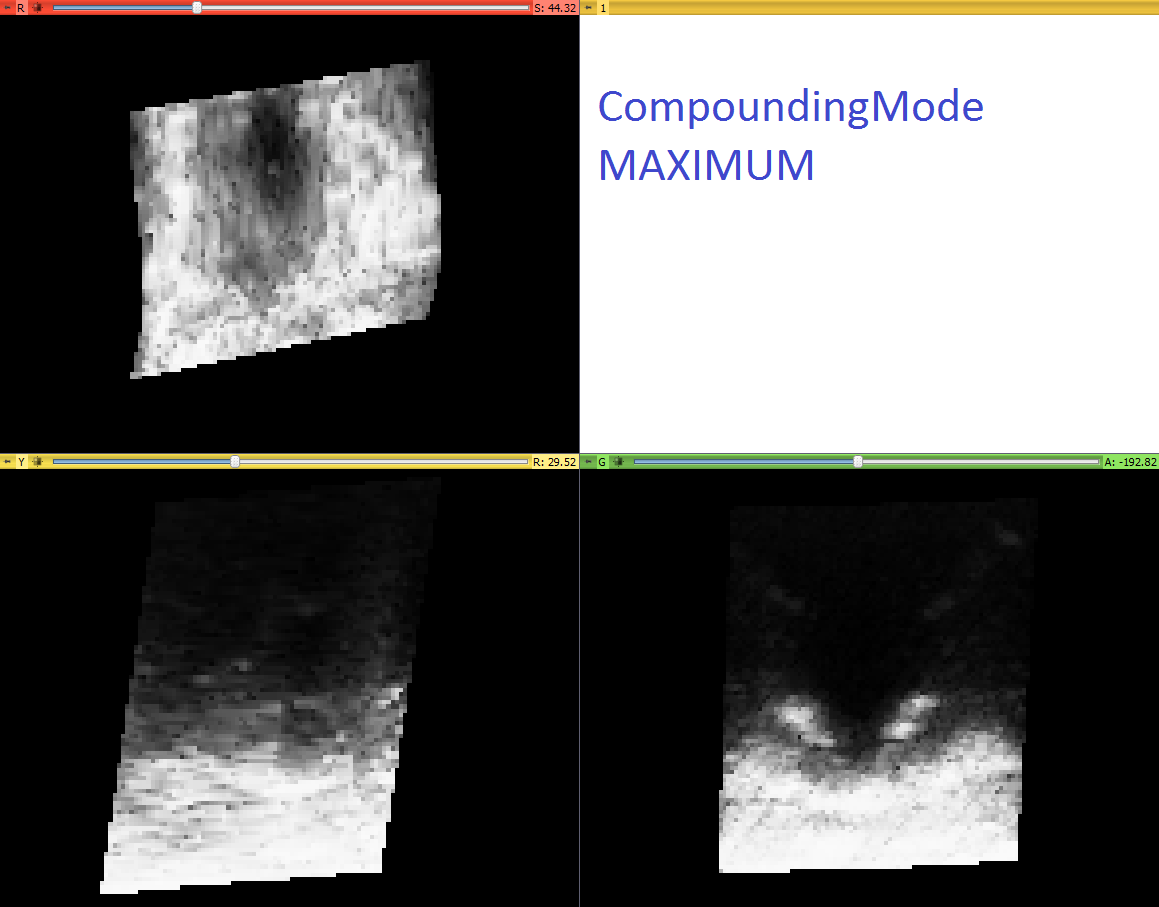 R S: 44.32
1
CompoundingMode
MAXIMUM
Y R: 29.52
G A: -192.82